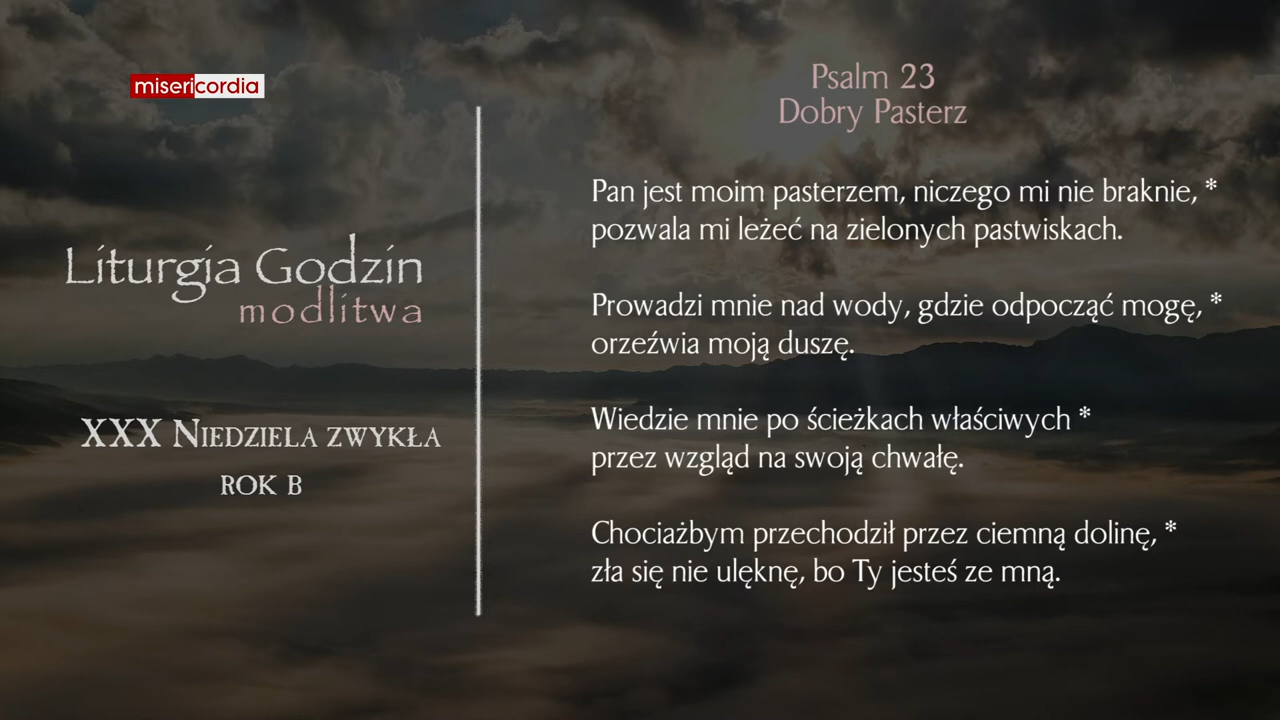 misericordia
Liturgia Godzin
modlitwa
XXX Niedziela zwykła
rok B
Psalm 23
Dobry Pasterz
Pan jest moim pasterzem, niczego mi nie braknie, *
pozwala mi leżeć na zielonych pastwiskach.
Prowadzi mnie nad wody, gdzie odpocząć mogę, *
orzeźwia moją duszę.
Wiedzie mnie po ścieżkach właściwych *
przez wzgląd na swoją chwałę.
Chociażbym przechodził przez ciemną dolinę, *
zła się nie ulęknę, bo Ty jesteś ze mną.